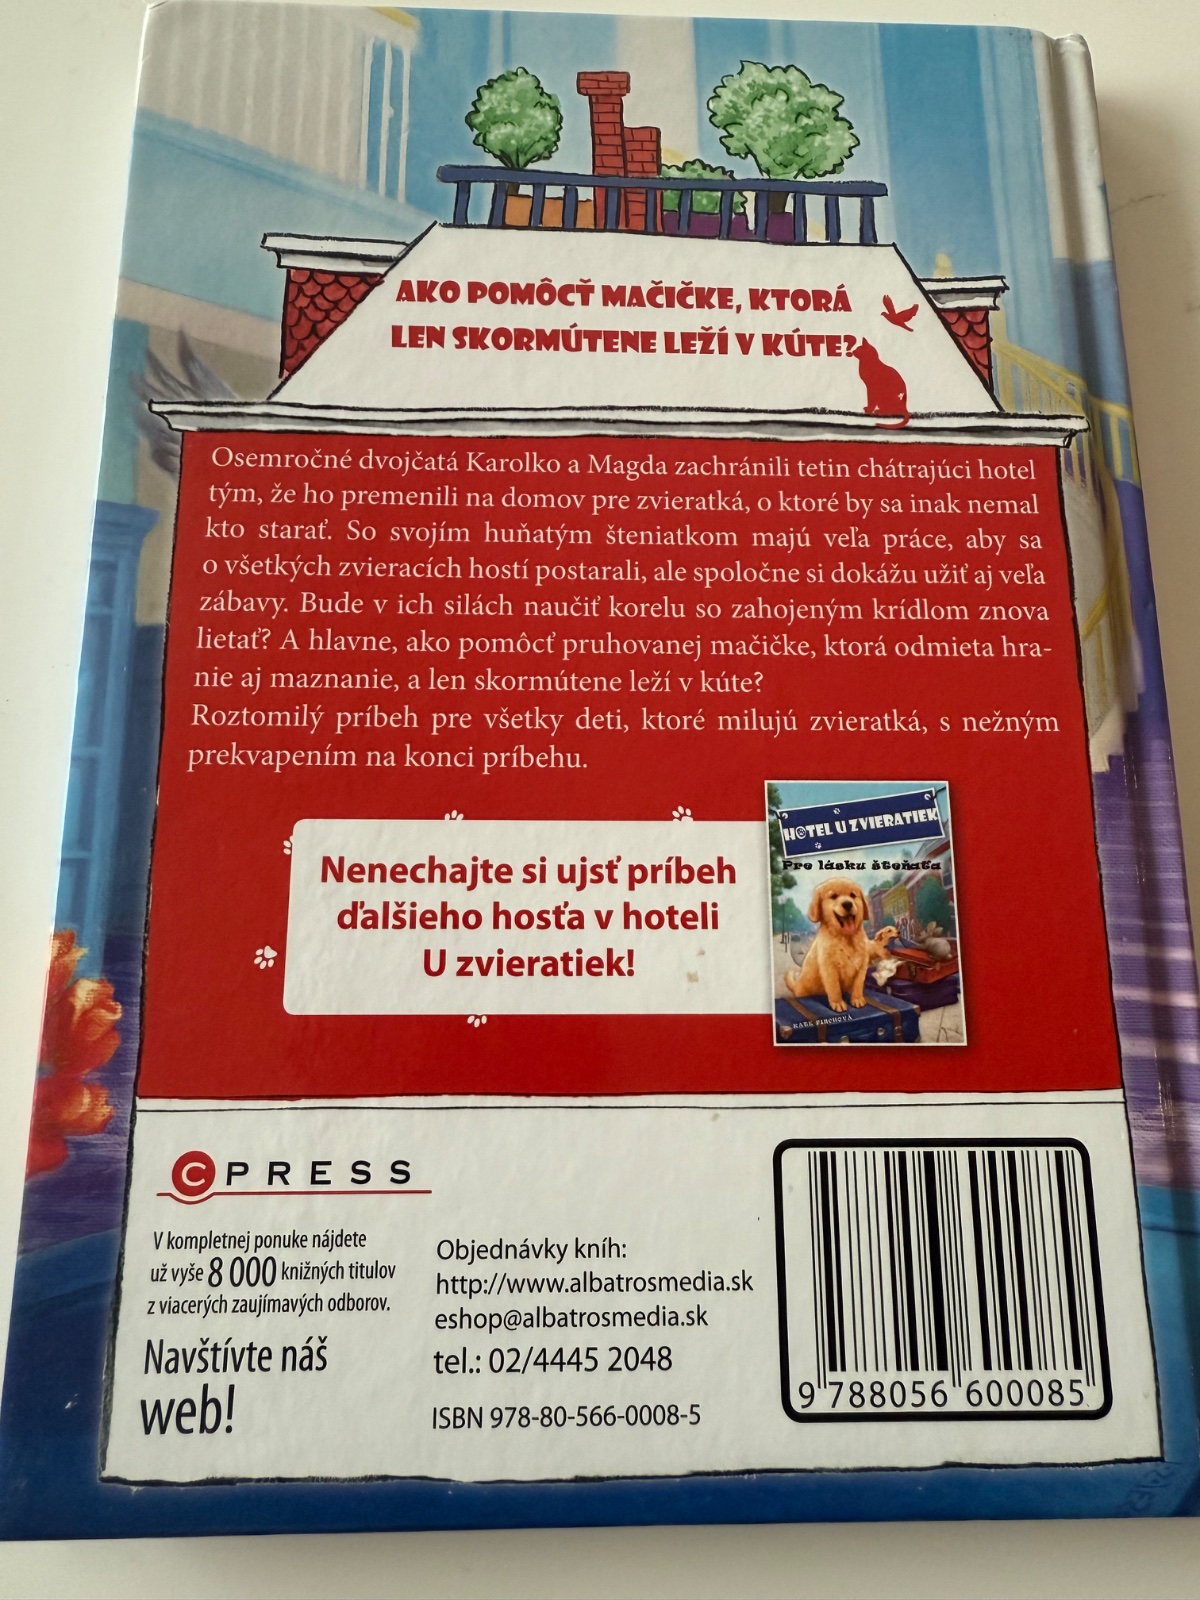 AKO POMÔCŤ MAČIČKE, KTORÁ
LEN SKORMÚTENE LEŽÍ V KÚTE?
Osemročné dvojčatá Karolko a Magda zachránili tetin chátrajúci hotel
tým, že ho premenili na domov pre zvieratká, o ktoré by sa inak nemal
kto starať. So svojím huňatým šteniatkom majú veľa práce, aby sa
o všetkých zvieracích hostí postarali, ale spoločne si dokážu užiť aj veľa
zábavy. Bude v ich silách naučiť korelu so zahojeným krídlom znova
lietať? A hlavne, ako pomôcť pruhovanej mačičke, ktorá odmieta hra-
nie aj maznanie, a len skormútene leží v kúte?
Roztomilý príbeh pre všetky deti, ktoré milujú zvieratká, s nežným
prekvapením na konci príbehu.
Nenechajte si ujsť príbeh
ďalšieho hosťa v hoteli
U zvieratiek!
HOTEL U ZVIERATIEK
Pre lásku šteňaťa
KATE FINCHOVÁ
CPRESS
V kompletnej ponuke nájdete
už vyše 8 000 knižných titulov
z viacerých zaujímavých odborov.
Navštívte náš
web!
Objednávky kníh:
http://www.albatrosmedia.sk
eshop@albatrosmedia.sk
tel.: 02/4445 2048
ISBN 978-80-566-0008-5
9 788056 600085